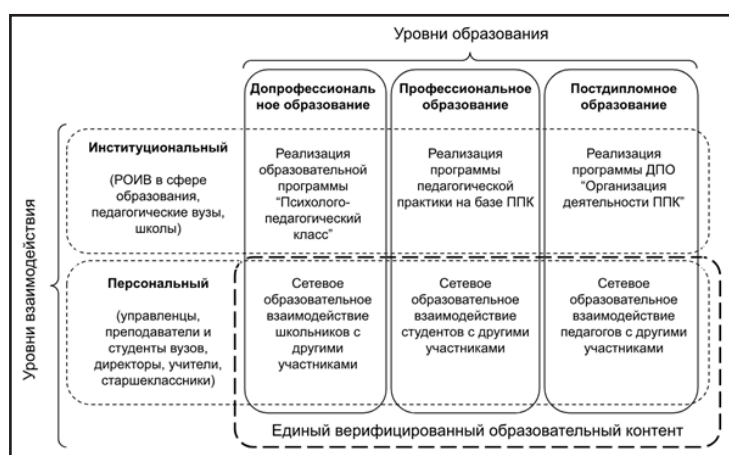 Уровни образования
Допрофессиональ
ное образование
Профессиональное
образование
Постдипломное
образование
Уровни взаимодействия
Институциональный
(РОИВ в сфере
образования,
педагогические вузы,
школы)
Реализация
образовательной
программы
“Психолого-
педагогический
класс”
Реализация
программы
педагогической
практики на базе ППК
Реализация
программы ДПО
“Организация
деятельности ППК”
Персональный
(управленцы,
преподаватели и
студенты вузов,
директоры, учители,
старшеклассники)
Сетевое
образовательное
взаимодействие
школьников с
другими
участниками
Сетевое
образовательное
взаимодействие
студентов с другими
участниками
Сетевое
образовательное
взаимодействие
педагогов с другими
участниками
Единый верифицированный образовательный контент